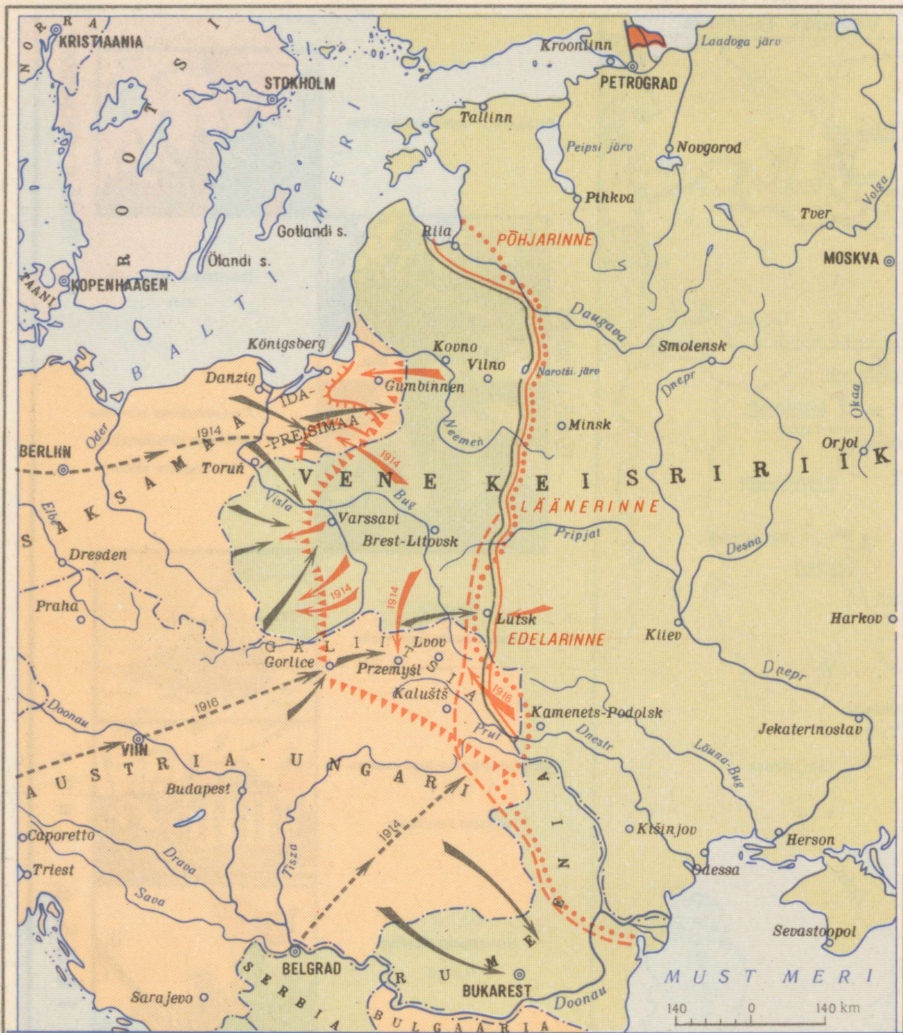 NORRA
KRISTIAANIA
STOKHOLM
ROOTSI
Kroonlinn
PETROGRAD
Laadoga järv
Tallinn
Peipsi järv
Novgorod
Pihkva
Tver
Volga
MOSKVA
Gotlandi s.
Ölandi s.
TAANI
KOPENHAAGEN
BALTI MERI
Riia
PÕHJARINNE
Daugava
Smolensk
Königsberg
Kovno
Vilno
Narotši järv
Dnepr
Okaa
Danzig
IDA-
-PREISIMAA
Gumbinnen
Neemen
Minsk
Orjol
Oder
1914
BERLIIN
Toruń
1914
VENE KEISRIRIIK
SAKSAMAA
Elbe
Visla
Bug
LÄÄNERINNE
Varssavi
Brest-Litovsk
Pripjat
Desna
Dresden
1914
1914
Praha
Lutsk
EDELARINNE
Kiiev
Harkov
GALIITSIA
Gorlice
Lvov
Przemyśl
Kaluštš
1916
Kamenets-Podolsk
Dnepr
1916
Doonau
VIIN
Prut
Dnestr
Lõuna-Bug
Jekaterinoslav
AUSTRIA-UNGARI
Budapest
1914
Caporetto
Drava
Tisza
Kišinjov
Herson
Odessa
Triest
Sava
Sevastoopol
BELGRAD
RUMEENIA
BUKAREST
Doonau
MUST MERI
SERBIA
Sarajevo
BULGAARIA
140 0 140 km